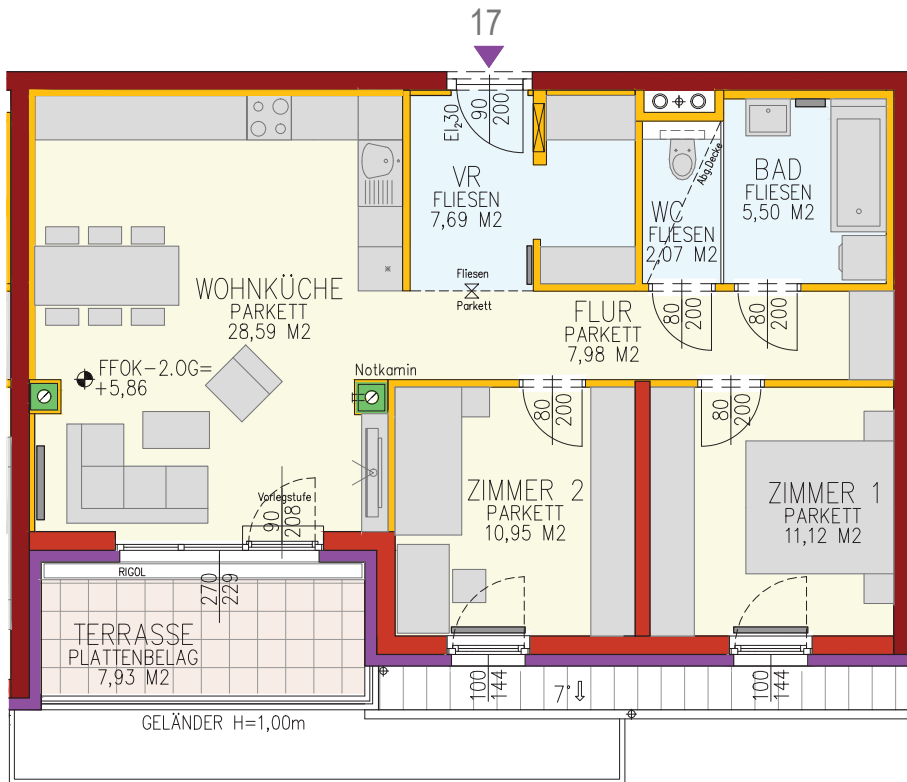 17
EI₂30
90
200
VR
FLIESEN
7,69 M2
Abg.Decke
WC
FLIESEN
2,07 M2
BAD
FLIESEN
5,50 M2
WOHNKÜCHE
PARKETT
28,59 M2
Fliesen
Parkett
FLUR
PARKETT
7,98 M2
80
200
80
200
FFOK-2.OG=
+5,86
Notkamin
80
200
80
200
Vorlegstufe
90
208
ZIMMER 2
PARKETT
10,95 M2
ZIMMER 1
PARKETT
11,12 M2
RIGOL
270
229
TERRASSE
PLATTENBELAG
7,93 M2
100
144
7°
100
144
GELÄNDER H=1,00m